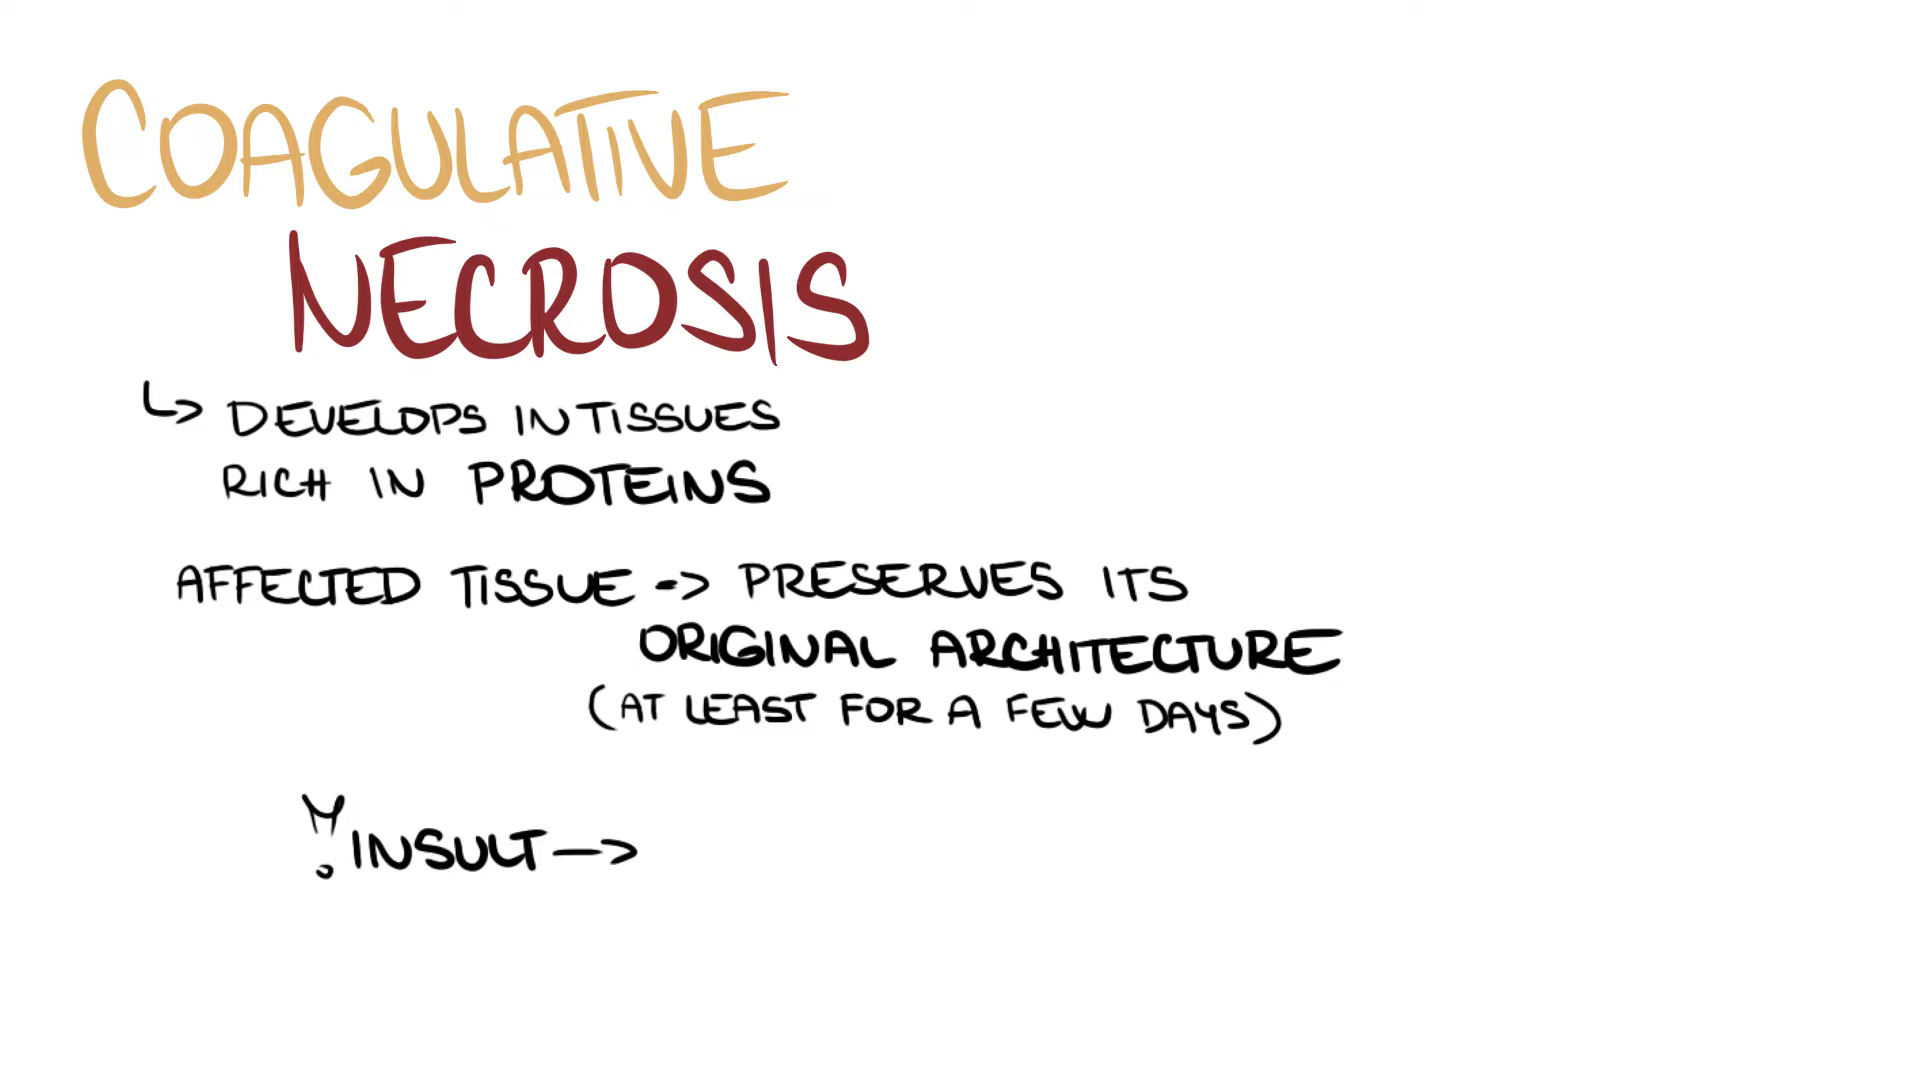 COAGULATIVE
NECROSIS
↳ DEVELOPS IN TISSUES
RICH IN PROTEINS
AFFECTED TISSUE -> PRESERVES ITS
ORIGINAL ARCHITECTURE
(AT LEAST FOR A FEW DAYS)
! INSULT —>